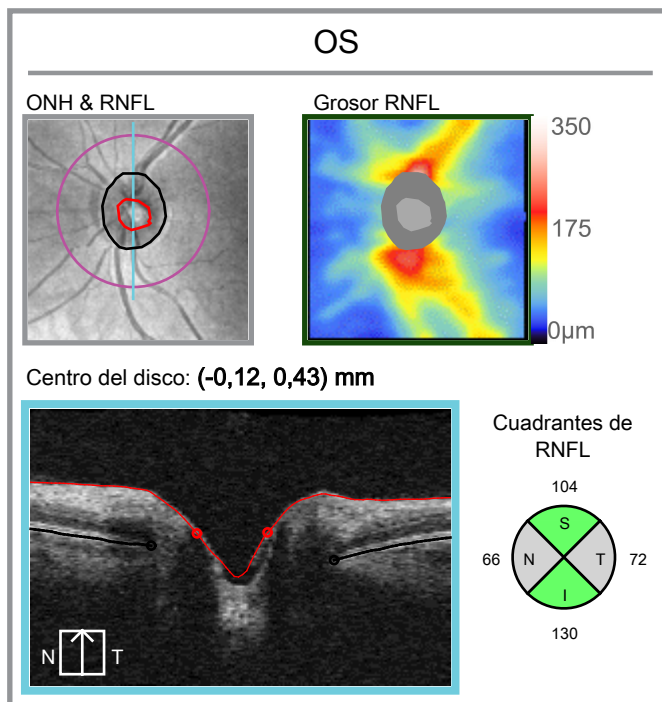 OS
ONH & RNFL
Grosor RNFL
350
175
0µm
Centro del disco: (-0,12, 0,43) mm
Cuadrantes de
RNFL
104
S
66 N T 72
I
130
N T